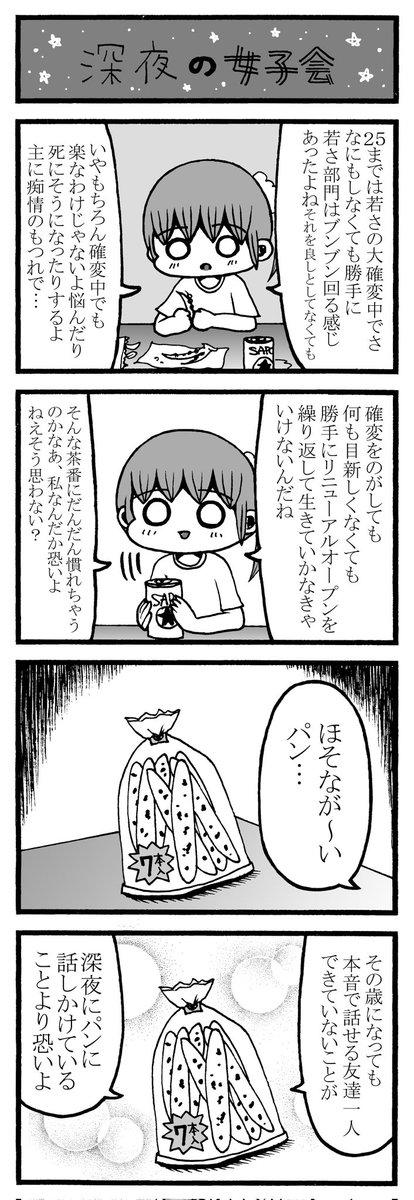 深夜の女子会
25までは若さの大確変中でさ
なにもしなくても勝手に
若さ部門はブンブン回る感じ
あったよねそれを良しとしてなくても
いやもちろん確変中でも
楽なわけじゃないよ悩んだり
死にそうになったりするよ
主に痴情のもつれで…
SAP
確変をのがしても
何も目新しくなくても
勝手にリニューアルオープンを
繰り返して生きていかなきゃ
いけないんだね
そんな茶番にだんだん慣れちゃう
のかなあ、私なんだか恐いよ
ねえそう思わない?
SAP
ほそなが〜い
パン…
7本入
その歳になっても
本音で話せる友達一人
できていないことが
深夜にパンに
話しかけている
ことより恐いよ
7本入